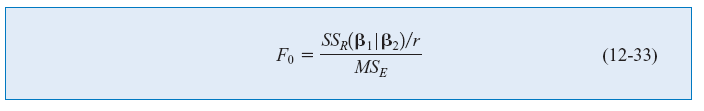 F₀ = SS_R(β₁|β₂)/r / MS_E (12-33)